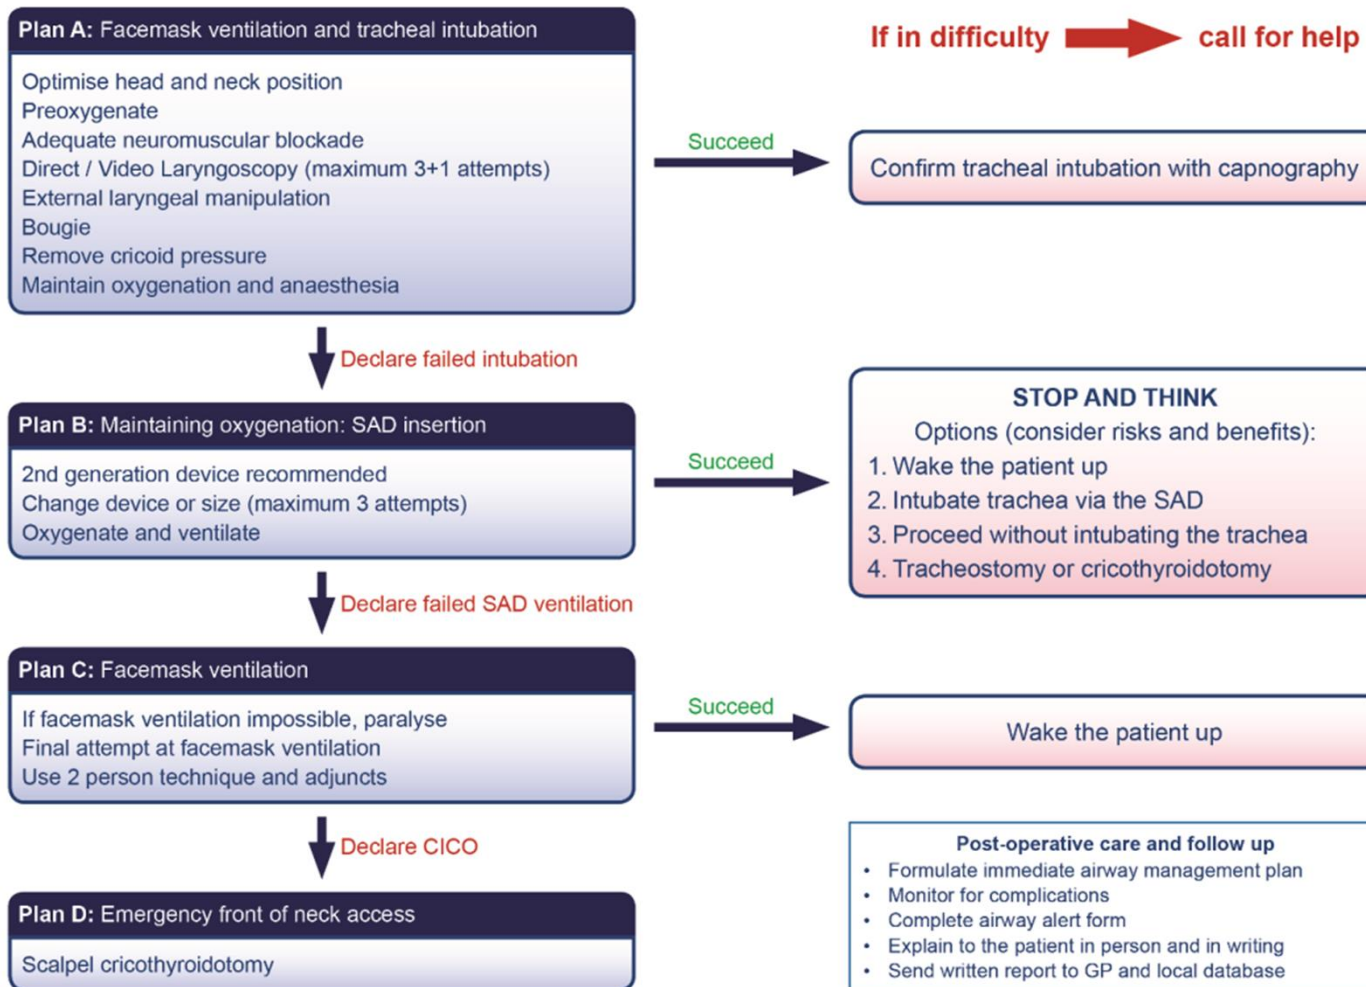 Plan A: Facemask ventilation and tracheal intubation
Optimise head and neck position
Preoxygenate
Adequate neuromuscular blockade
Direct / Video Laryngoscopy (maximum 3+1 attempts)
External laryngeal manipulation
Bougie
Remove cricoid pressure
Maintain oxygenation and anaesthesia
If in difficulty call for help
Succeed
Confirm tracheal intubation with capnography
Declare failed intubation
Plan B: Maintaining oxygenation: SAD insertion
2nd generation device recommended
Change device or size (maximum 3 attempts)
Oxygenate and ventilate
Succeed
STOP AND THINK
Options (consider risks and benefits):
1. Wake the patient up
2. Intubate trachea via the SAD
3. Proceed without intubating the trachea
4. Tracheostomy or cricothyroidotomy
Declare failed SAD ventilation
Plan C: Facemask ventilation
If facemask ventilation impossible, paralyse
Final attempt at facemask ventilation
Use 2 person technique and adjuncts
Succeed
Wake the patient up
Declare CICO
Plan D: Emergency front of neck access
Scalpel cricothyroidotomy
Post-operative care and follow up
• Formulate immediate airway management plan
• Monitor for complications
• Complete airway alert form
• Explain to the patient in person and in writing
• Send written report to GP and local database